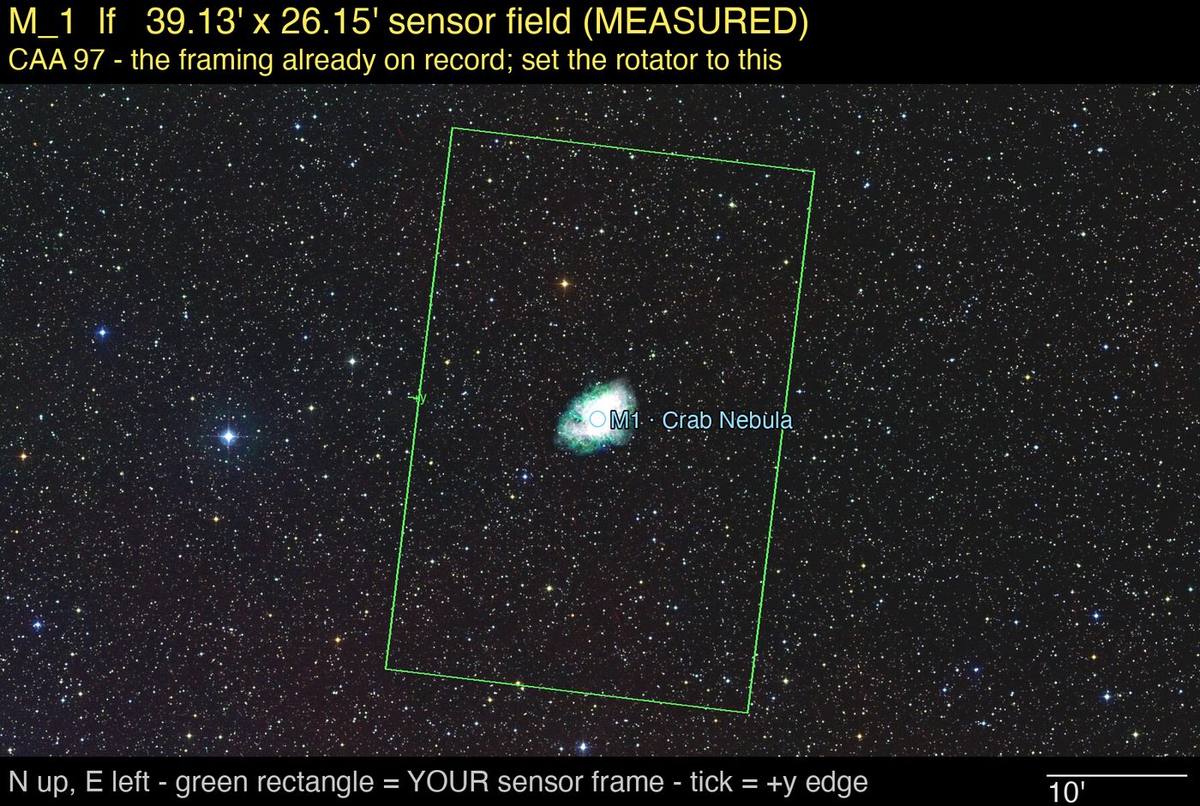 M_1 lf 39.13' x 26.15' sensor field (MEASURED)
CAA 97 - the framing already on record; set the rotator to this
+y
M1 · Crab Nebula
N up, E left - green rectangle = YOUR sensor frame - tick = +y edge
10'